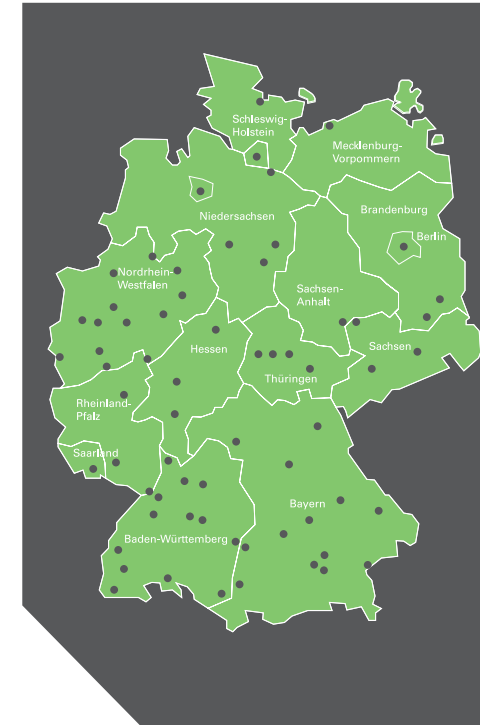 Schleswig-
Holstein
Mecklenburg-
Vorpommern
Niedersachsen
Brandenburg
Berlin
Nordrhein-
Westfalen
Sachsen-
Anhalt
Hessen
Sachsen
Thüringen
Rheinland-
Pfalz
Saarland
Bayern
Baden-Württemberg